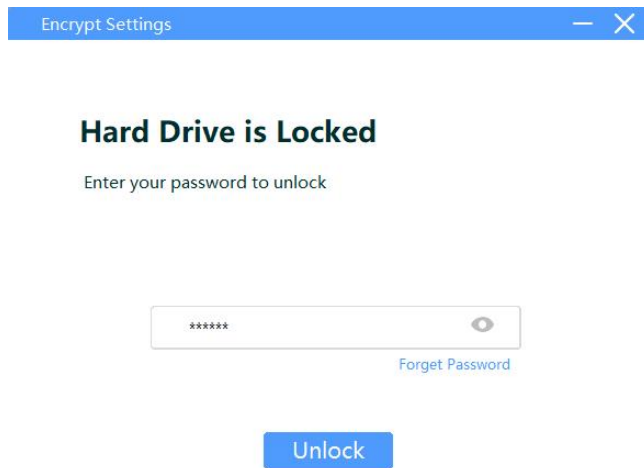 Encrypt Settings
Hard Drive is Locked
Enter your password to unlock
******
Forget Password
Unlock